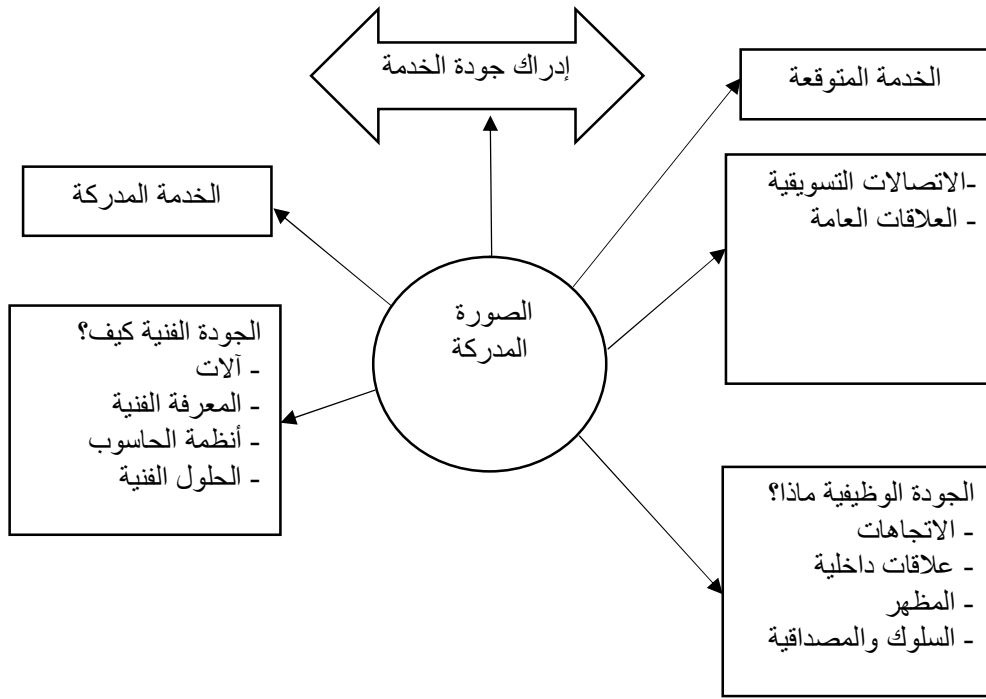 إدراك جودة الخدمة
الخدمة المتوقعة
-الاتصالات التسويقية
- العلاقات العامة
الخدمة المدركة
الصورة
المدركة
الجودة الفنية كيف؟
- آلات
- المعرفة الفنية
- أنظمة الحاسوب
- الحلول الفنية
الجودة الوظيفية ماذا؟
- الاتجاهات
- علاقات داخلية
- المظهر
- السلوك والمصداقية